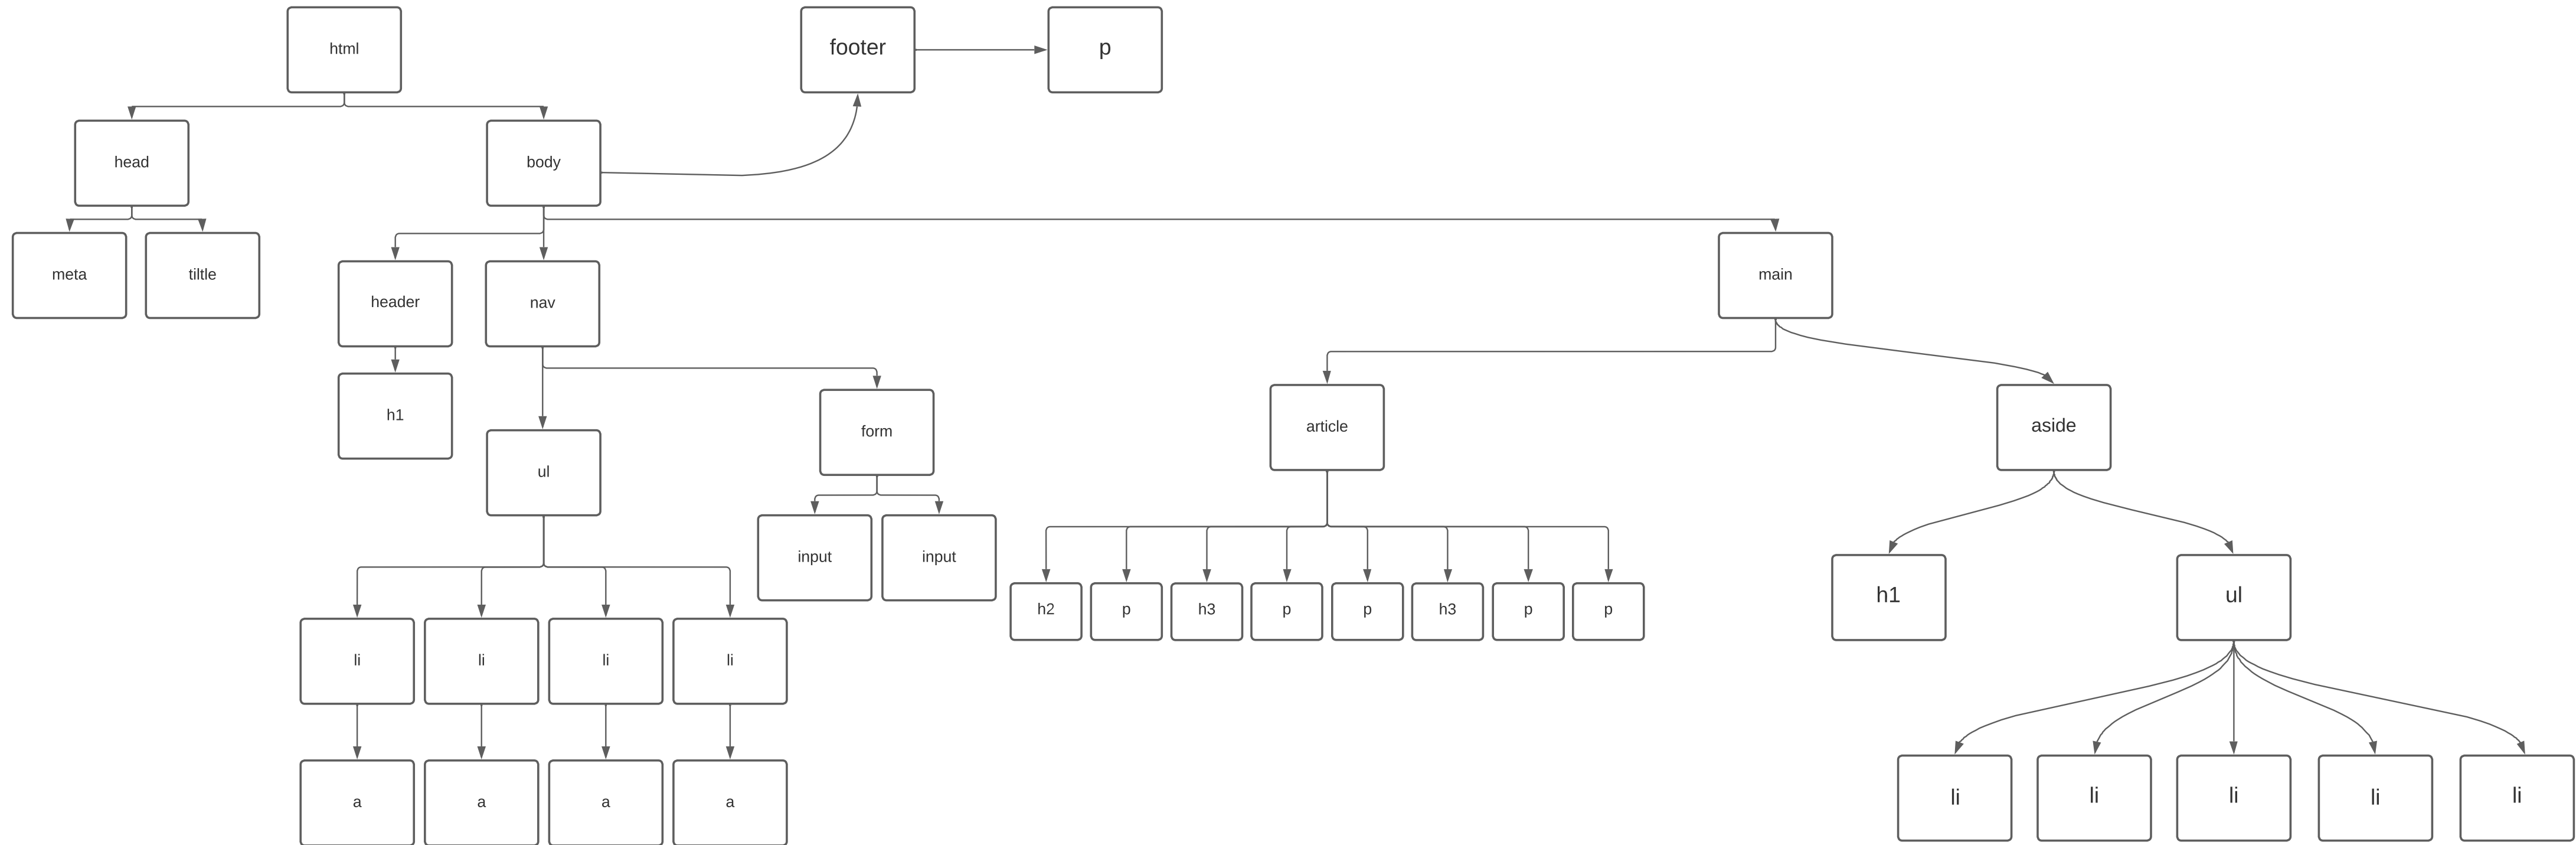 html
footer
p
head
body
meta
tiltle
header
nav
main
h1
ul
form
article
aside
input
input
h2
p
h3
p
p
h3
p
p
h1
ul
li
li
li
li
li
li
li
li
li
a
a
a
a